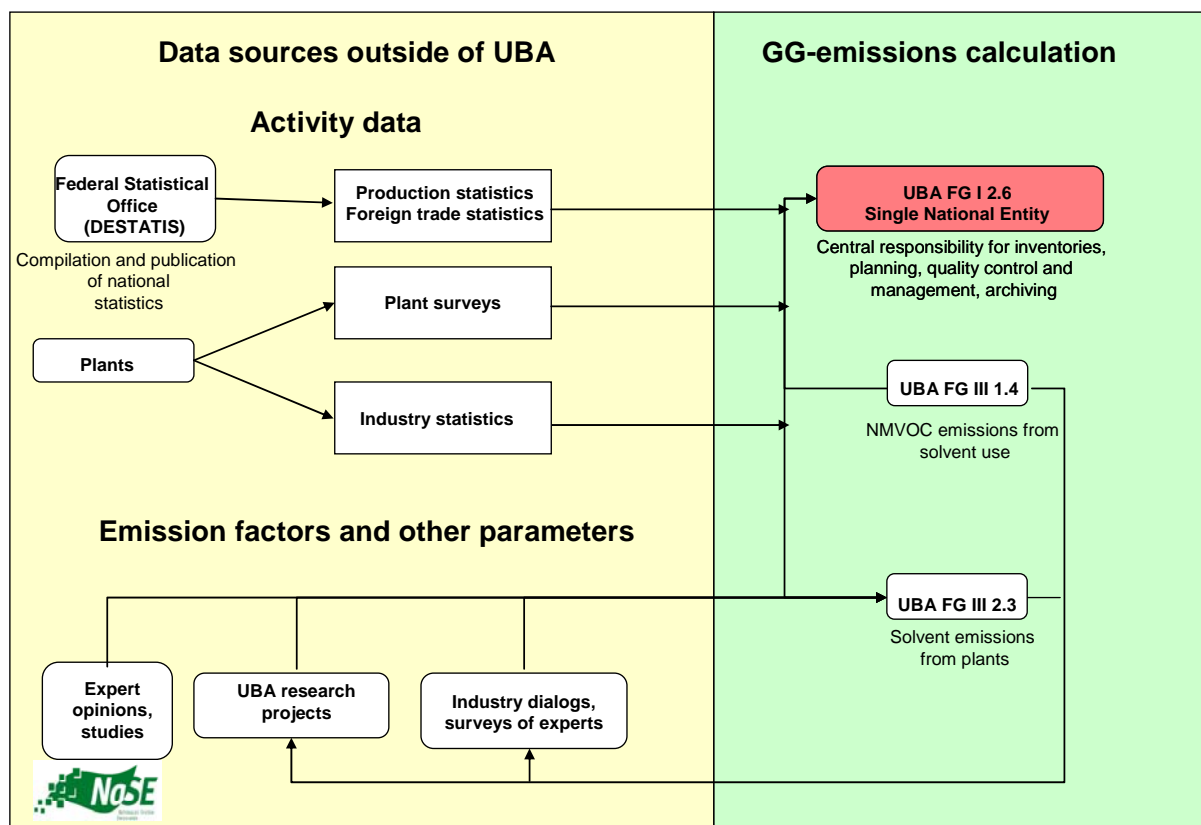 Data sources outside of UBA
GG-emissions calculation
Activity data
Federal Statistical
Office
(DESTATIS)
Compilation and publication
of national
statistics
Production statistics
Foreign trade statistics
UBA FG I 2.6
Single National Entity
Central responsibility for inventories,
planning, quality control and
management, archiving
Plant surveys
Plants
Industry statistics
UBA FG III 1.4
NMVOC emissions from
solvent use
Emission factors and other parameters
UBA FG III 2.3
Solvent emissions
from plants
Expert
opinions,
studies
UBA research
projects
Industry dialogs,
surveys of experts
NaSE